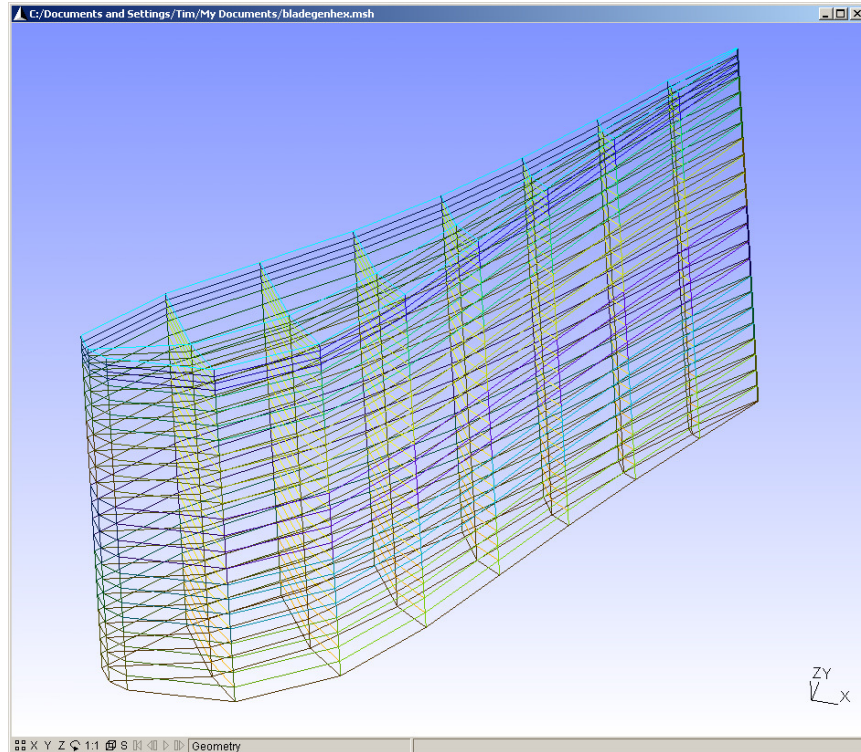 C:/Documents and Settings/Tim/My Documents/bladegenhex.msh
ZY
X
X Y Z 1:1 S Geometry